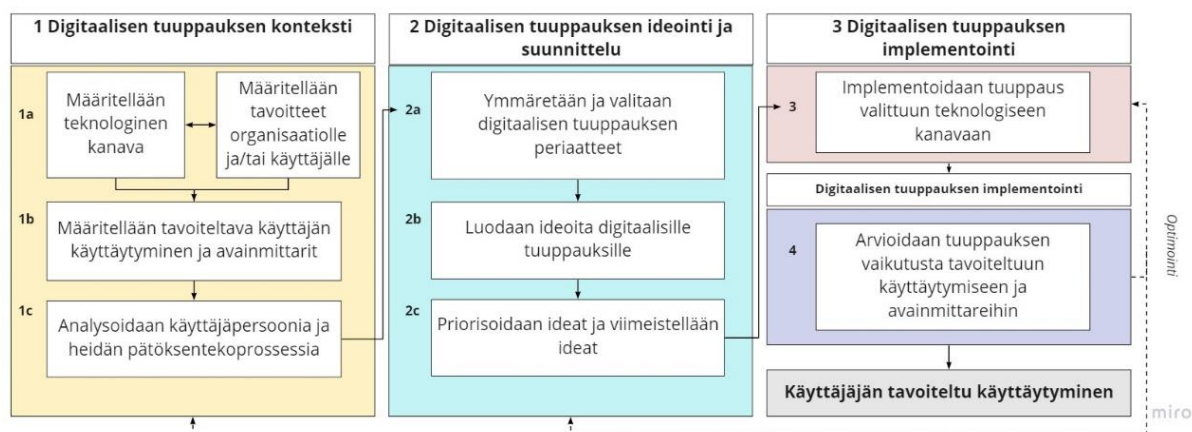 1 Digitaalisen tuuppauksen konteksti
1a
Määritellään
teknologinen
kanava
Määritellään
tavoitteet
organisaatiolle
ja/tai käyttäjälle
1b
Määritellään tavoiteltava käyttäjän
käyttäytyminen ja avainmittarit
1c
Analysoidaan käyttäjäpersoonia ja
heidän pätöksentekoprossessia
2 Digitaalisen tuuppauksen ideointi ja
suunnittelu
2a
Ymmäretään ja valitaan
digitaalisen tuuppauksen
periaatteet
2b
Luodaan ideoita digitaalisille
tuuppauksille
2c
Priorisoidaan ideat ja viimeistellään
ideat
3 Digitaalisen tuuppauksen
implementointi
3
Implementoidaan tuuppaus
valittuun teknologiseen
kanavaan
Digitaalisen tuuppauksen implementointi
4
Arvioidaan tuuppauksen
vaikutusta tavoiteltuun
käyttäytymiseen ja
avainmittareihin
Käyttäjäjän tavoiteltu käyttäytyminen
Optimointi
miro